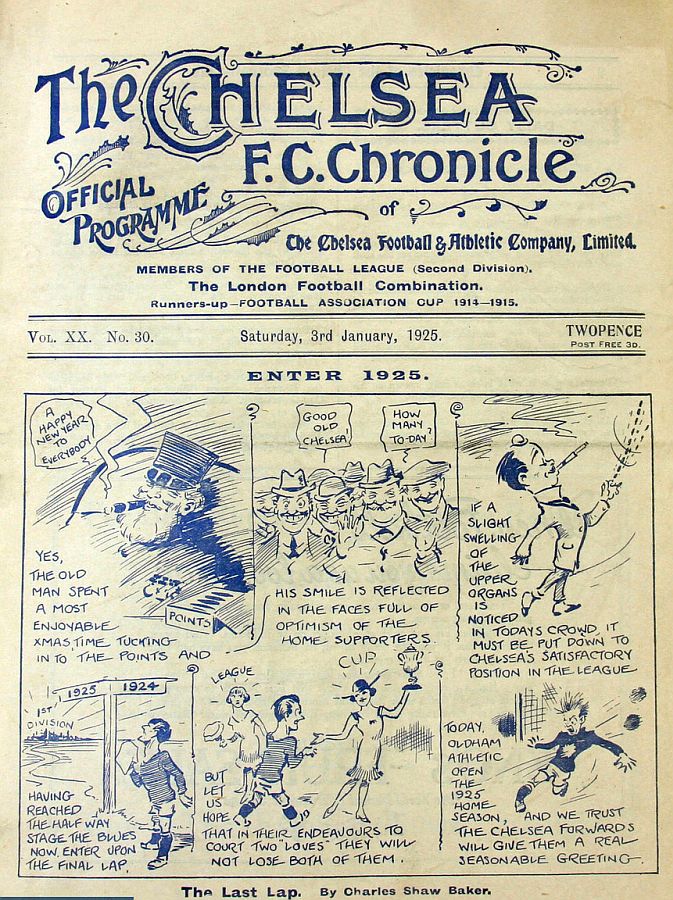 The CHELSEA
F.C. Chronicle
OFFICIAL
PROGRAMME
of
The Chelsea Football & Athletic Company, Limited.
MEMBERS OF THE FOOTBALL LEAGUE (Second Division).
The London Football Combination.
Runners-up—FOOTBALL ASSOCIATION CUP 1914—1915.
VOL. XX. No. 30.
Saturday, 3rd January, 1925.
TWOPENCE
POST FREE 3D.
ENTER 1925.
A
HAPPY
NEW YEAR
TO
EVERYBODY
YES,
THE OLD
MAN SPENT
A MOST
ENJOYABLE
XMAS TIME TUCKING
IN TO THE POINTS AND
POINTS
GOOD
OLD
CHELSEA!
HOW
MANY
TO-DAY?
HIS SMILE IS REFLECTED
IN THE FACES FULL OF
OPTIMISM OF THE
HOME SUPPORTERS.
IF A
SLIGHT
SWELLING
OF
THE
UPPER
ORGANS
IS
NOTICED
IN TODAYS CROWD, IT
MUST BE PUT DOWN TO
CHELSEA'S SATISFACTORY
POSITION IN THE LEAGUE
1925 1924
1ST
DIVISION
HAVING
REACHED
THE HALF WAY
STAGE THE BLUES
NOW ENTER UPON
THE FINAL LAP.
LEAGUE
CUP
BUT
LET
US
HOPE
THAT IN THEIR ENDEAVOURS TO
COURT TWO "LOVES" THEY WILL
NOT LOSE BOTH OF THEM.
TODAY,
OLDHAM
ATHLETIC
OPEN
THE
1925
HOME
SEASON, AND WE TRUST
THE CHELSEA FORWARDS
WILL GIVE THEM A REAL
SEASONABLE GREETING.
The Last Lap. By Charles Shaw Baker.